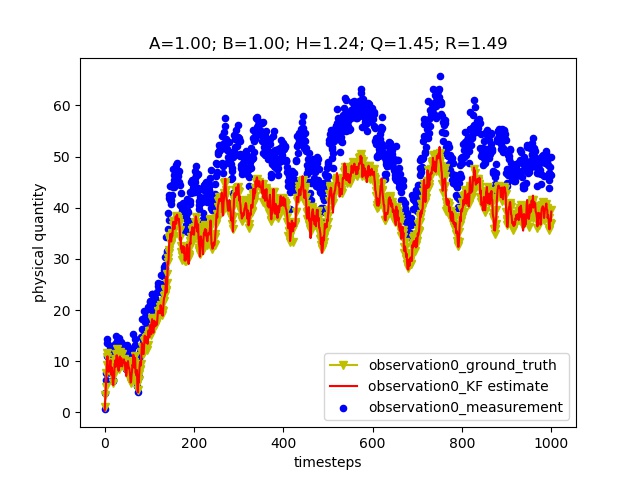 A=1.00; B=1.00; H=1.24; Q=1.45; R=1.49
physical quantity
60
50
40
30
20
10
0
observation0_ground_truth
observation0_KF estimate
observation0_measurement
0
200
400
600
800
1000
timesteps